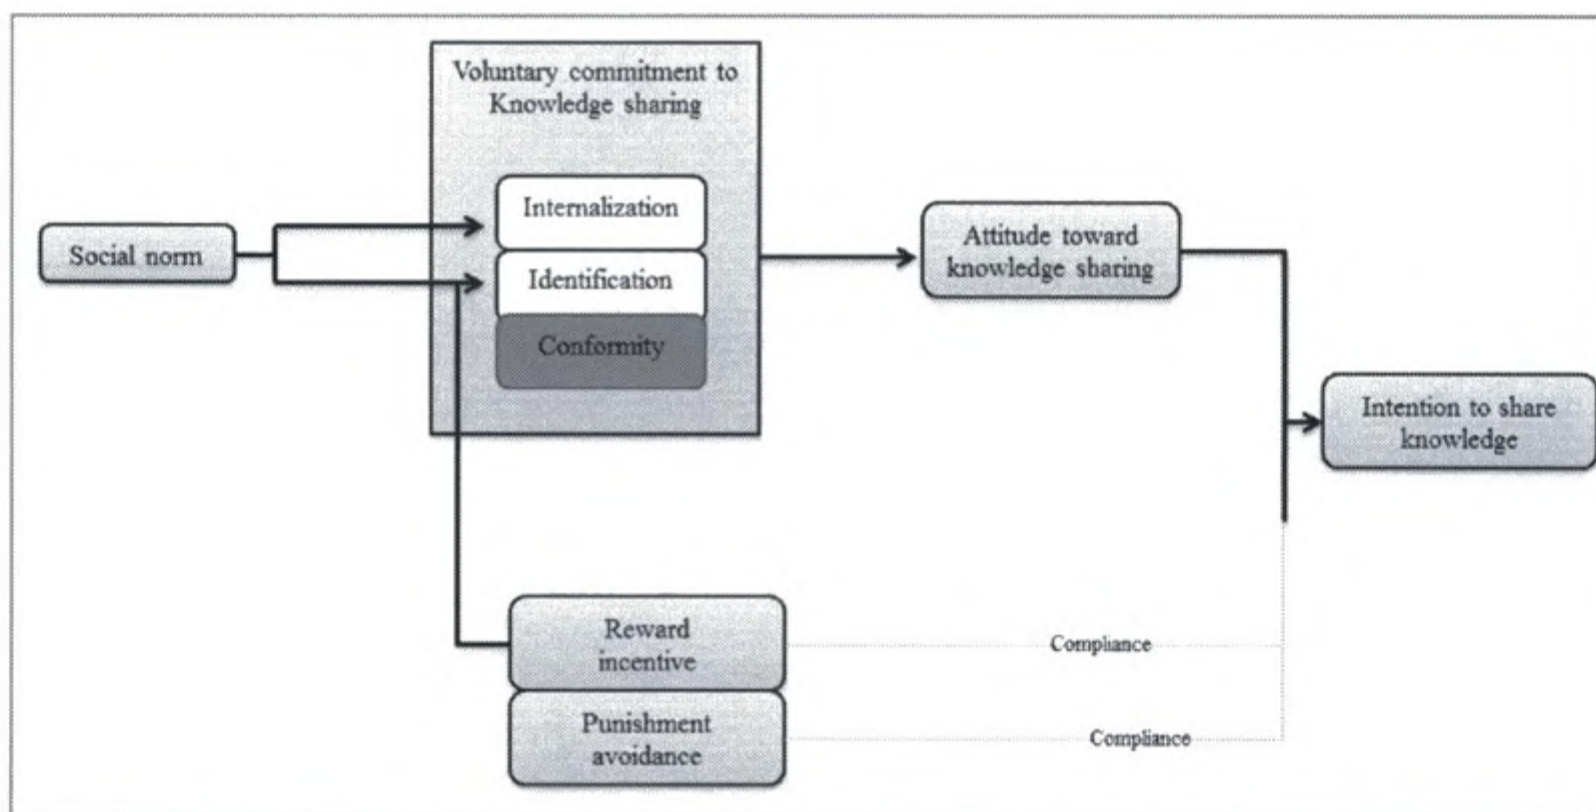 Voluntary commitment to
Knowledge sharing
Internalization
Social norm
Identification
Conformity
Attitude toward
knowledge sharing
Intention to share
knowledge
Reward
incentive
Compliance
Punishment
avoidance
Compliance